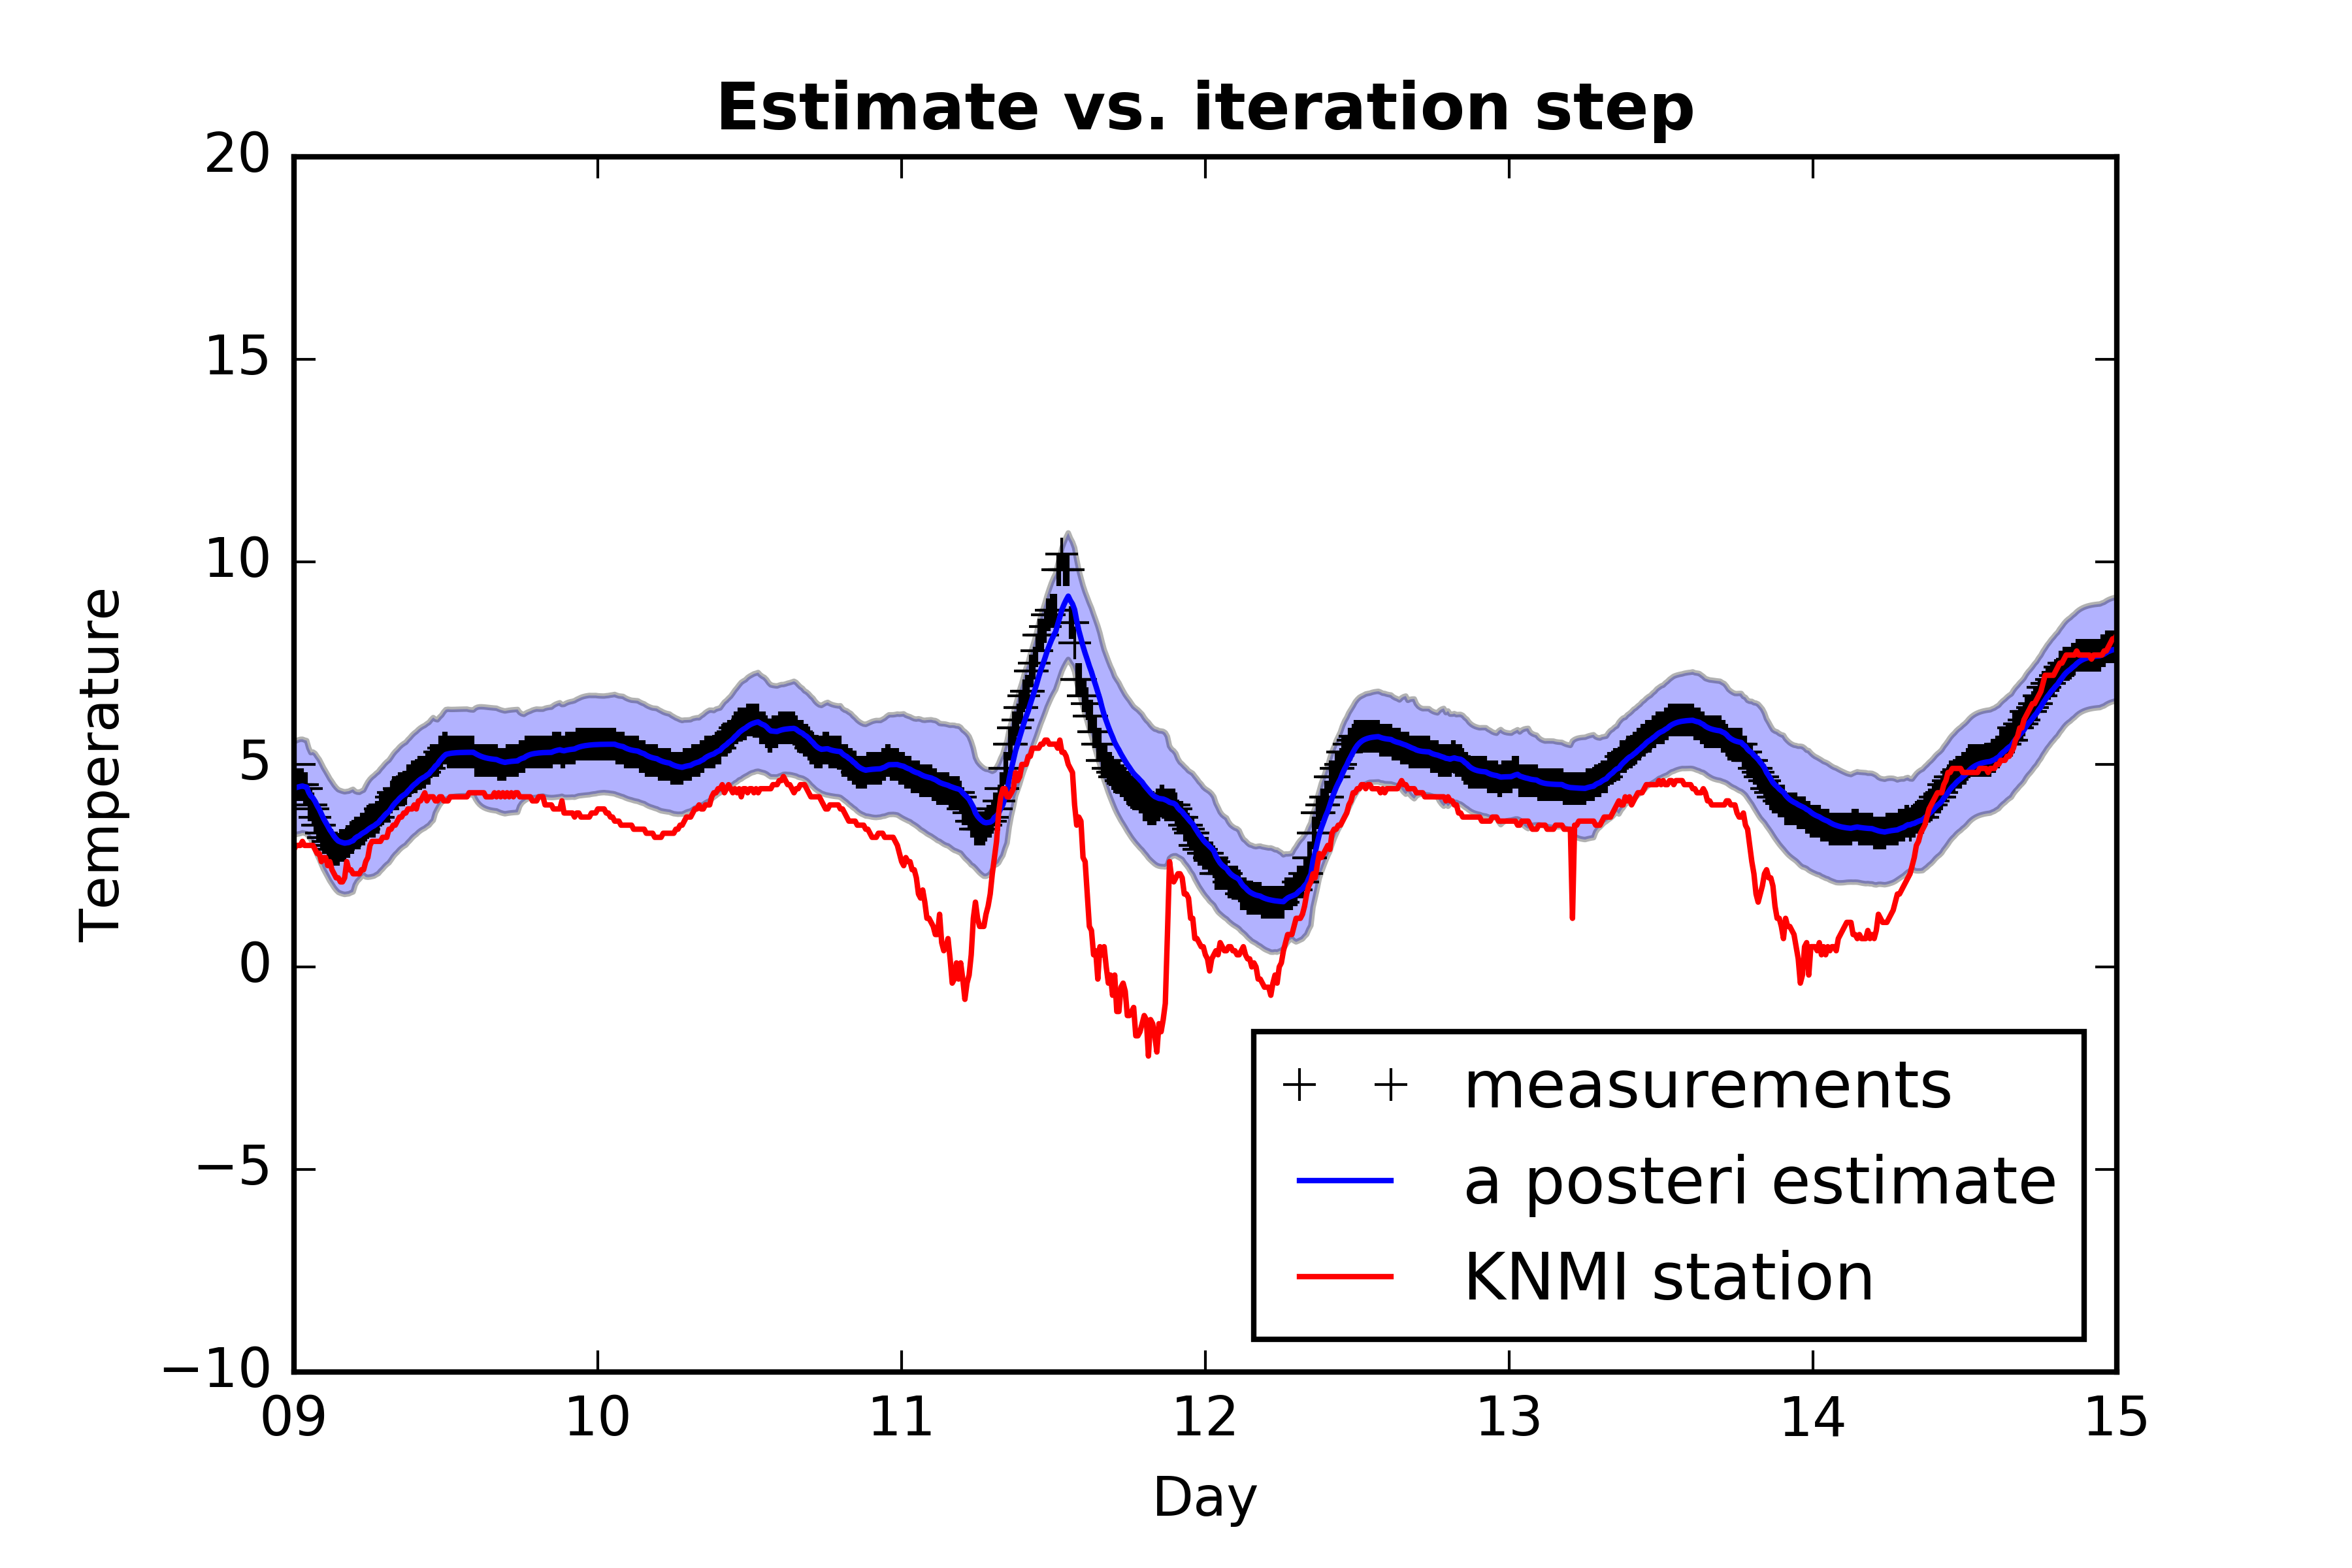 Estimate vs. iteration step
20
15
10
5
0
−5
−10
Temperature
measurements
a posteri estimate
KNMI station
09 10 11 12 13 14 15
Day